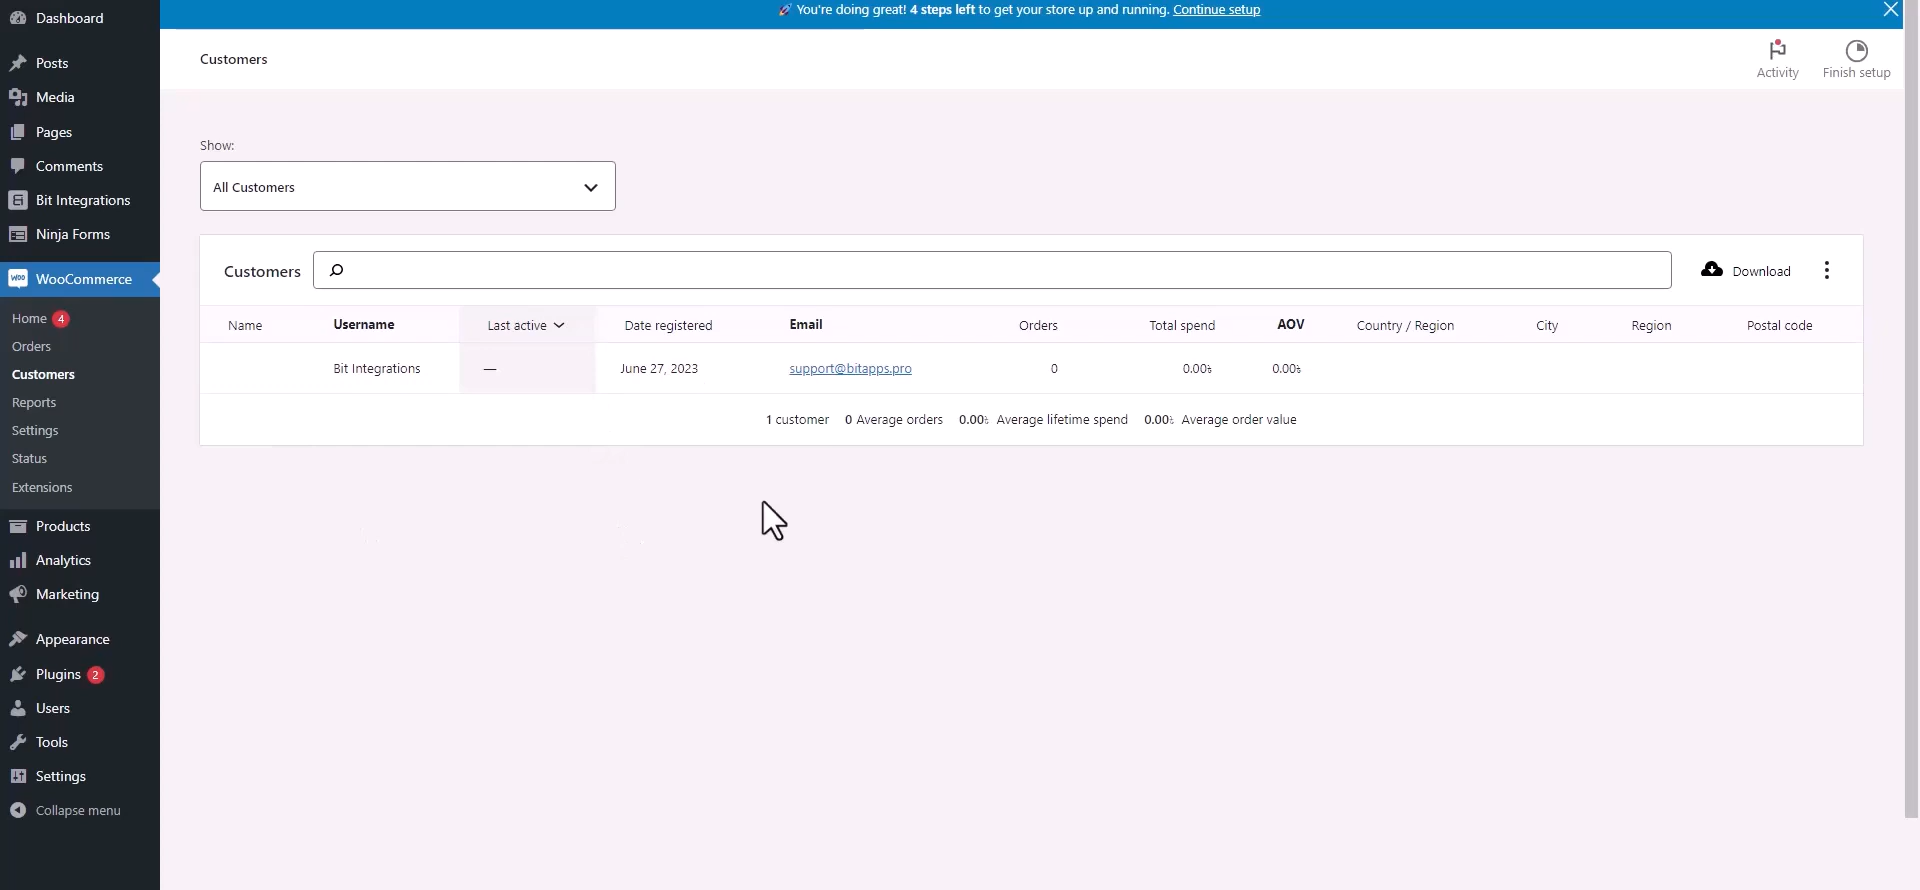 Dashboard
Posts
Media
Pages
Comments
Bit Integrations
Ninja Forms
WooCommerce
Home 4
Orders
Customers
Reports
Settings
Status
Extensions
Products
Analytics
Marketing
Appearance
Plugins 2
Users
Tools
Settings
Collapse menu
🚀 You're doing great! 4 steps left to get your store up and running. Continue setup
Customers
Activity
Finish setup
Show:
All Customers
Customers
Download
Name Username Last active Date registered Email Orders Total spend AOV Country / Region City Region Postal code
Bit Integrations — June 27, 2023 support@bitapps.pro 0 0.00৳ 0.00৳
1 customer 0 Average orders 0.00৳ Average lifetime spend 0.00৳ Average order value